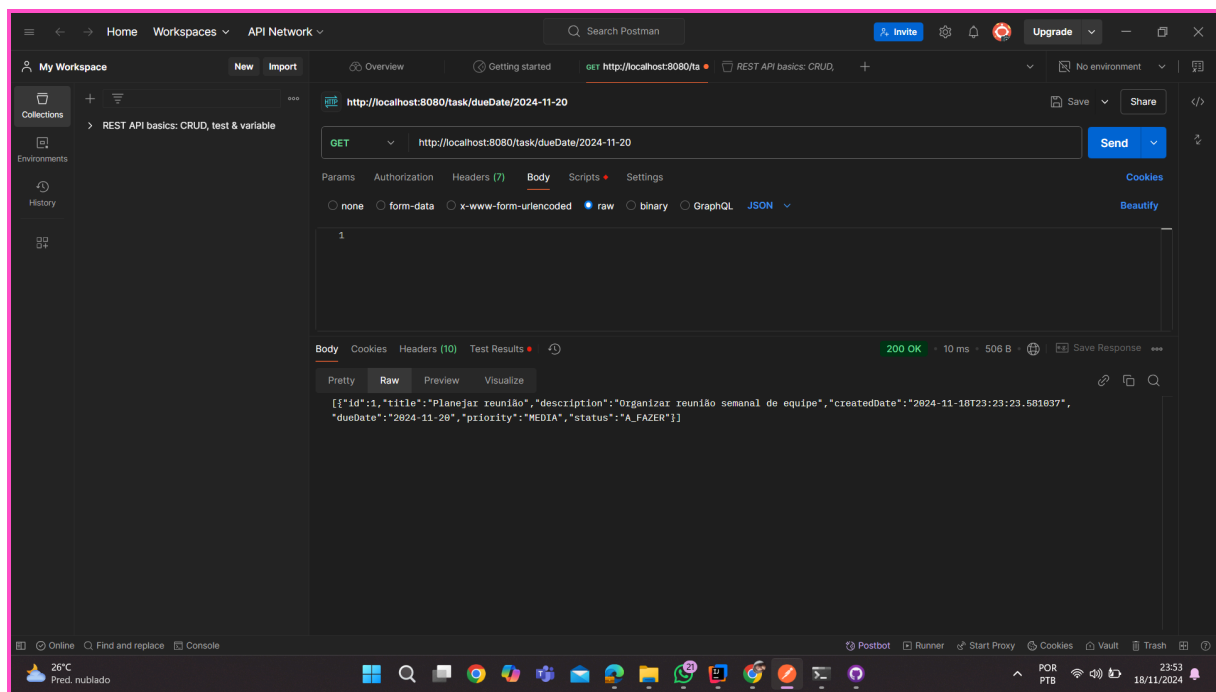 Home Workspaces API Network Search Postman Invite Upgrade
My Workspace New Import Overview Getting started GET http://localhost:8080/ta REST API basics: CRUD, No environment
Collections
REST API basics: CRUD, test & variable
Environments
History
HTTP http://localhost:8080/task/dueDate/2024-11-20 Save Share
GET http://localhost:8080/task/dueDate/2024-11-20 Send
Params Authorization Headers (7) Body Scripts Settings Cookies
none form-data x-www-form-urlencoded raw binary GraphQL JSON Beautify
1
Body Cookies Headers (10) Test Results 200 OK 10 ms 506 B Save Response
Pretty Raw Preview Visualize
[{"id":1,"title":"Planejar reunião","description":"Organizar reunião semanal de equipe","createdDate":"2024-11-18T23:23:23.581037",
"dueDate":"2024-11-20","priority":"MEDIA","status":"A_FAZER"}]
Online Find and replace Console Postbot Runner Start Proxy Cookies Vault Trash
26°C
Pred. nublado
21
POR
PTB
23:53
18/11/2024